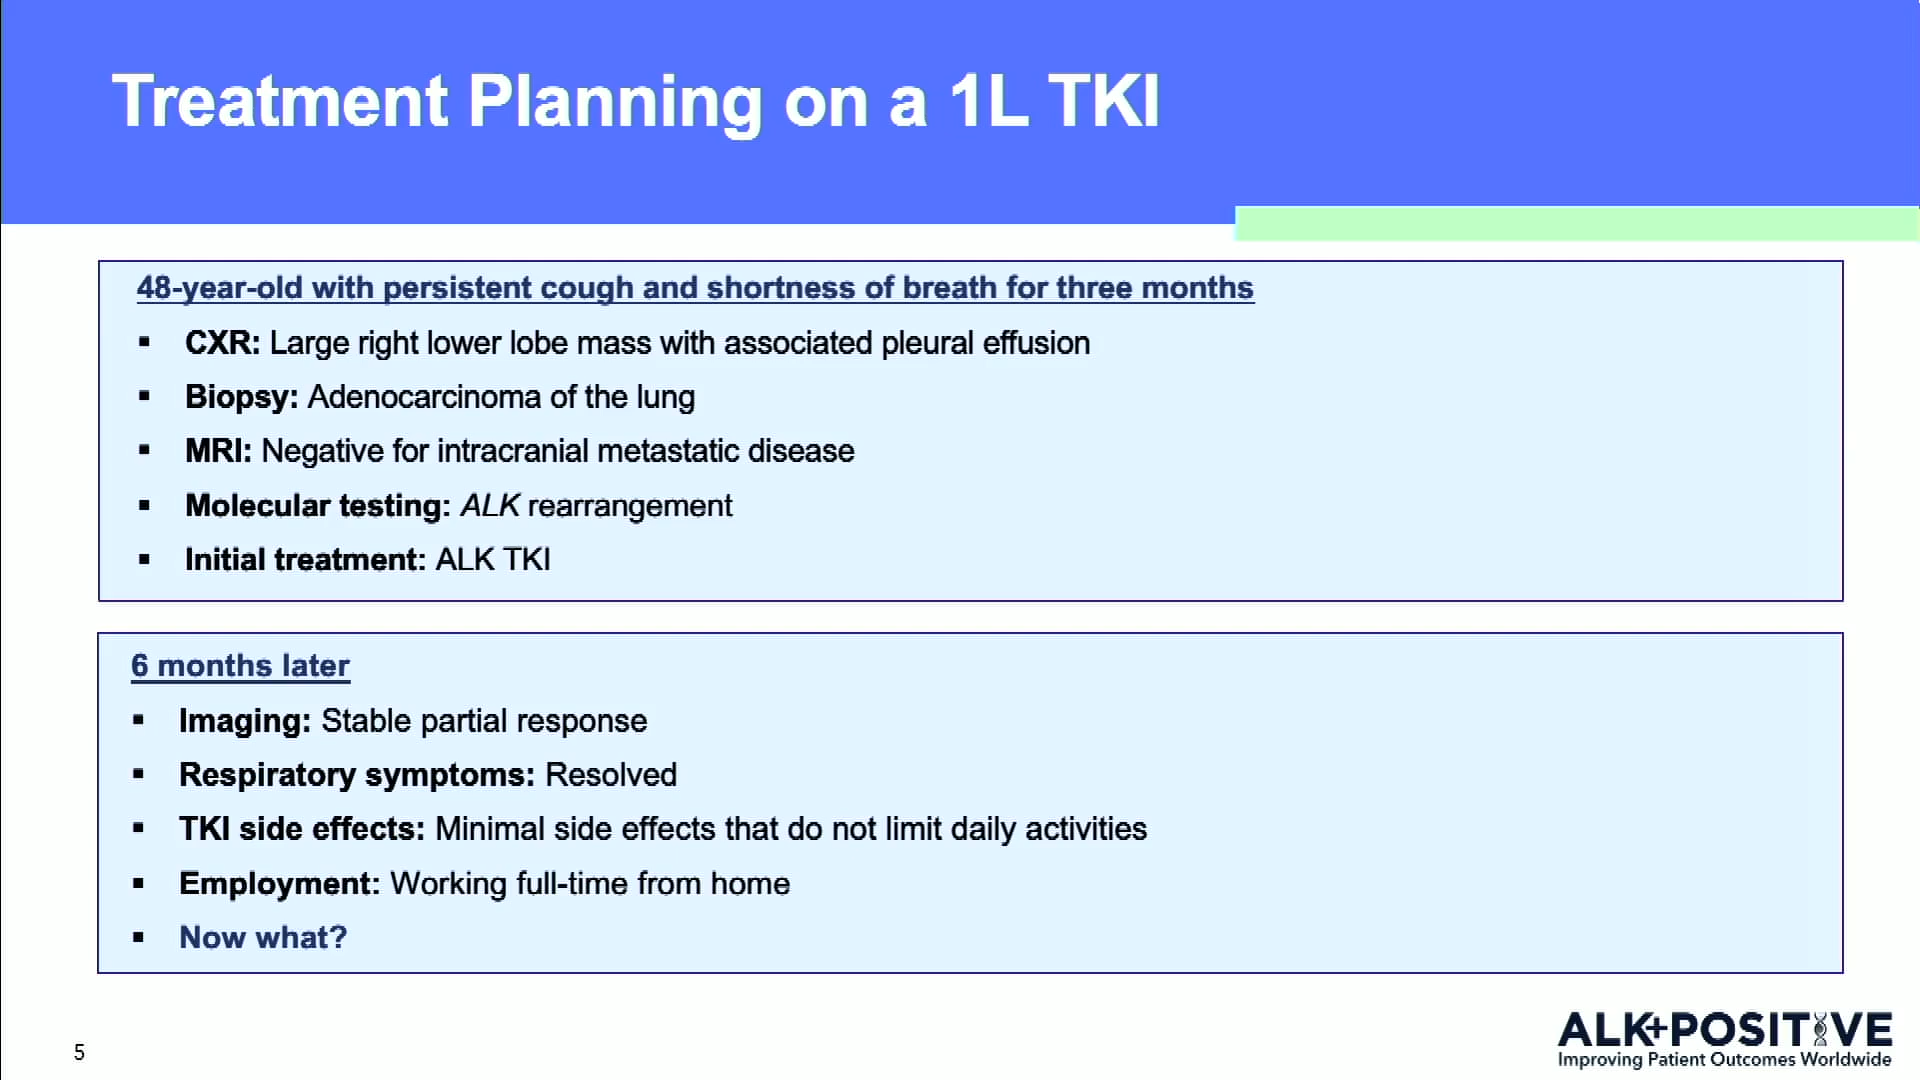 Treatment Planning on a 1L TKI
48-year-old with persistent cough and shortness of breath for three months
▪ CXR: Large right lower lobe mass with associated pleural effusion
▪ Biopsy: Adenocarcinoma of the lung
▪ MRI: Negative for intracranial metastatic disease
▪ Molecular testing: ALK rearrangement
▪ Initial treatment: ALK TKI
6 months later
▪ Imaging: Stable partial response
▪ Respiratory symptoms: Resolved
▪ TKI side effects: Minimal side effects that do not limit daily activities
▪ Employment: Working full-time from home
▪ Now what?
5
ALK+POSITIVE
Improving Patient Outcomes Worldwide